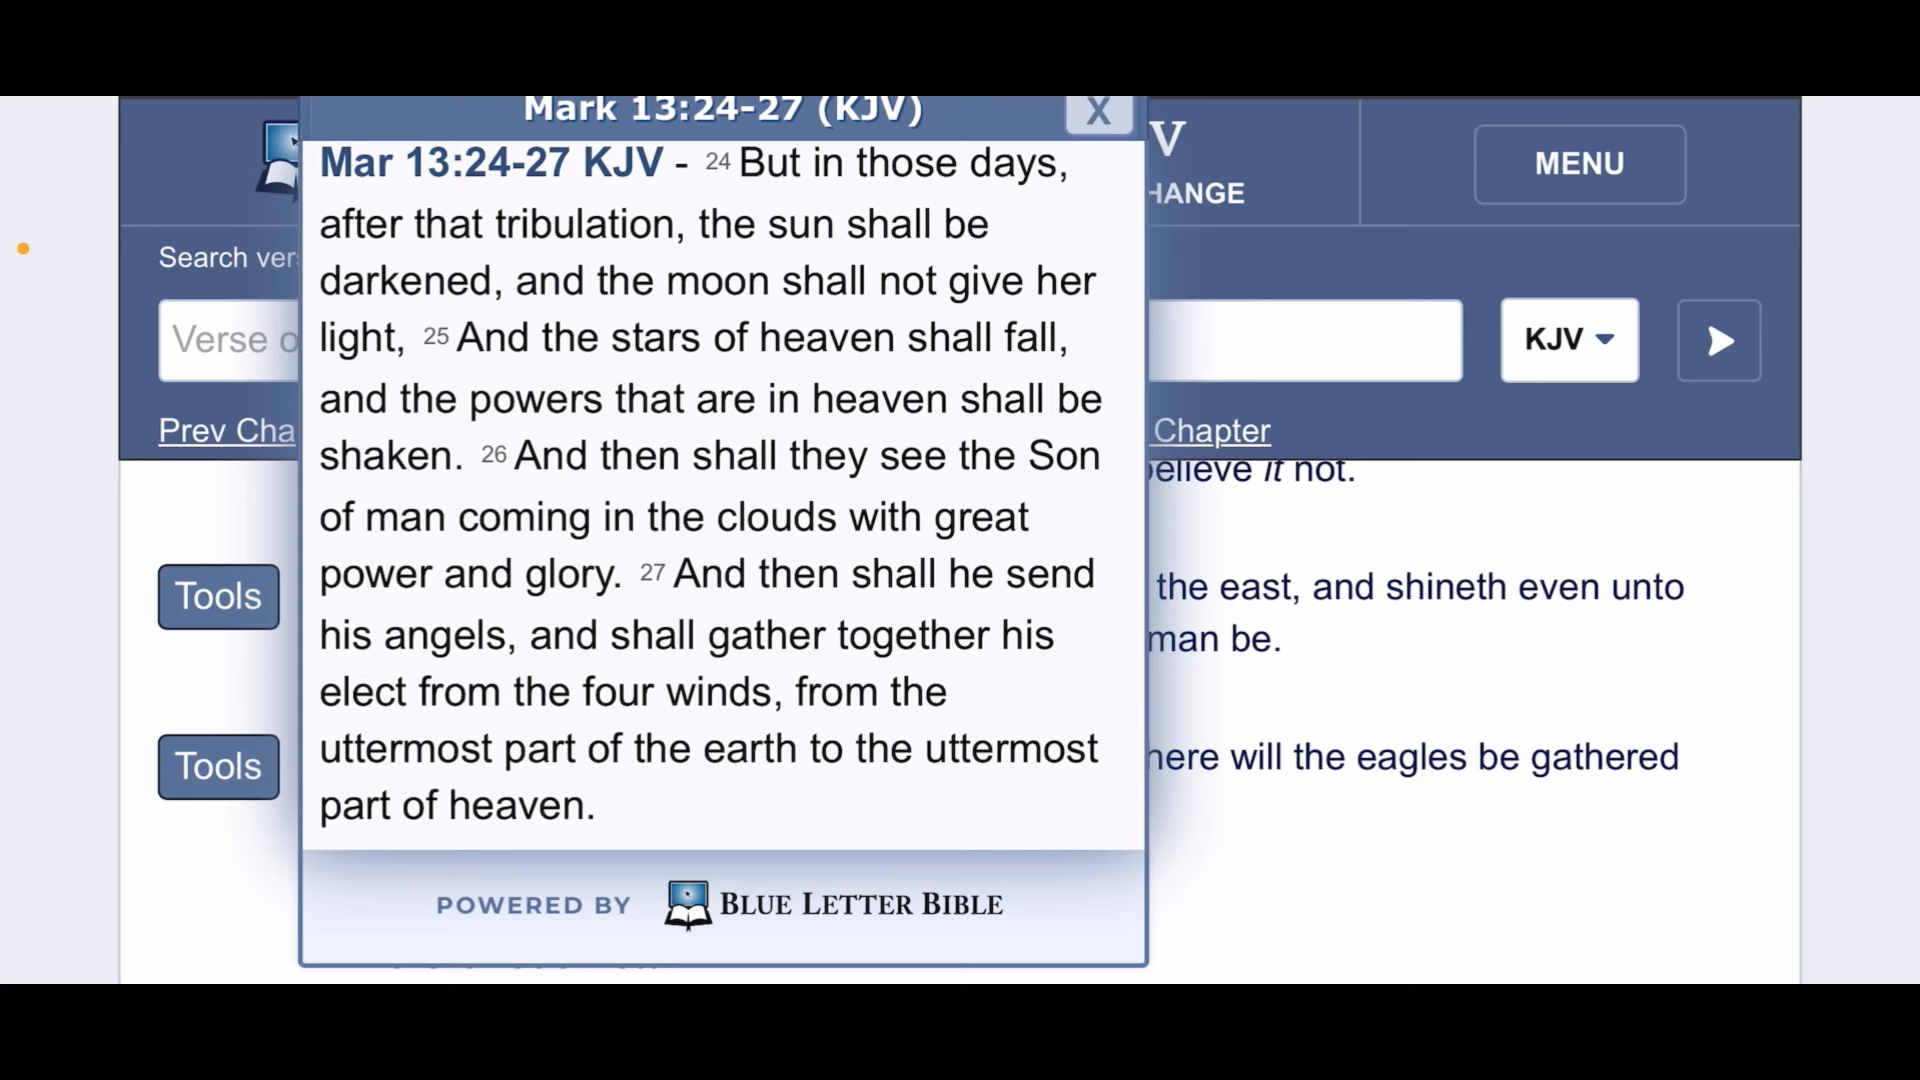 Mark 13:24-27 (KJV)
X
V
HANGE
MENU
Search ver
Verse o
KJV
Prev Cha
Chapter
Mar 13:24-27 KJV - 24 But in those days,
after that tribulation, the sun shall be
darkened, and the moon shall not give her
light, 25 And the stars of heaven shall fall,
and the powers that are in heaven shall be
shaken. 26 And then shall they see the Son
of man coming in the clouds with great
power and glory. 27 And then shall he send
his angels, and shall gather together his
elect from the four winds, from the
uttermost part of the earth to the uttermost
part of heaven.
POWERED BY BLUE LETTER BIBLE
elieve it not.
Tools
the east, and shineth even unto
man be.
Tools
here will the eagles be gathered